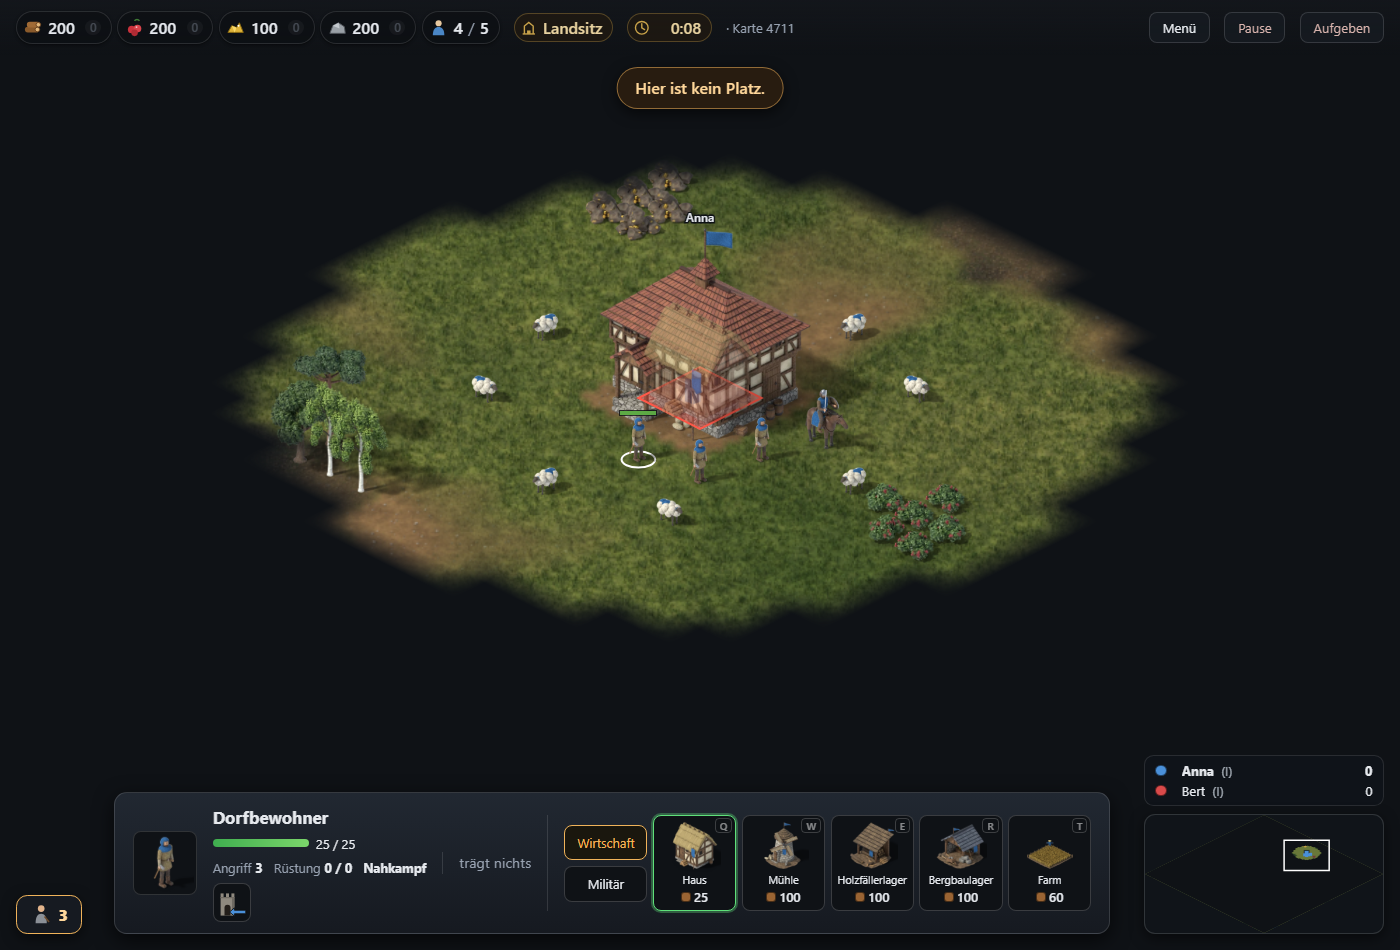 200 0 200 0 100 0 200 0 4 / 5 Landsitz 0:08 · Karte 4711 Menü Pause Aufgeben
Hier ist kein Platz.
Anna
Anna (I) 0
Bert (I) 0
Dorfbewohner
25 / 25
Angriff 3 Rüstung 0 / 0 Nahkampf
trägt nichts
Wirtschaft
Militär
Q
Haus
25
W
Mühle
100
E
Holzfällerlager
100
R
Bergbaulager
100
T
Farm
60
3